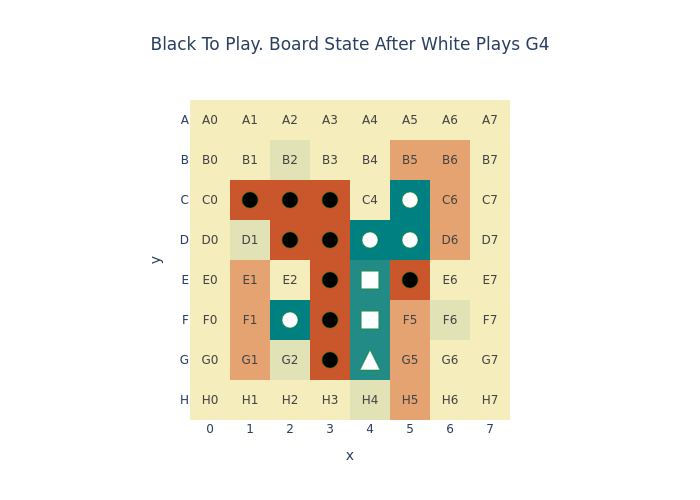 Black To Play. Board State After White Plays G4
A A0 A1 A2 A3 A4 A5 A6 A7
B B0 B1 B2 B3 B4 B5 B6 B7
C C0 C4 C6 C7
D D0 D1 D6 D7
E E0 E1 E2 E6 E7
F F0 F1 F5 F6 F7
G G0 G1 G2 G5 G6 G7
H H0 H1 H2 H3 H4 H5 H6 H7
0 1 2 3 4 5 6 7
x
y